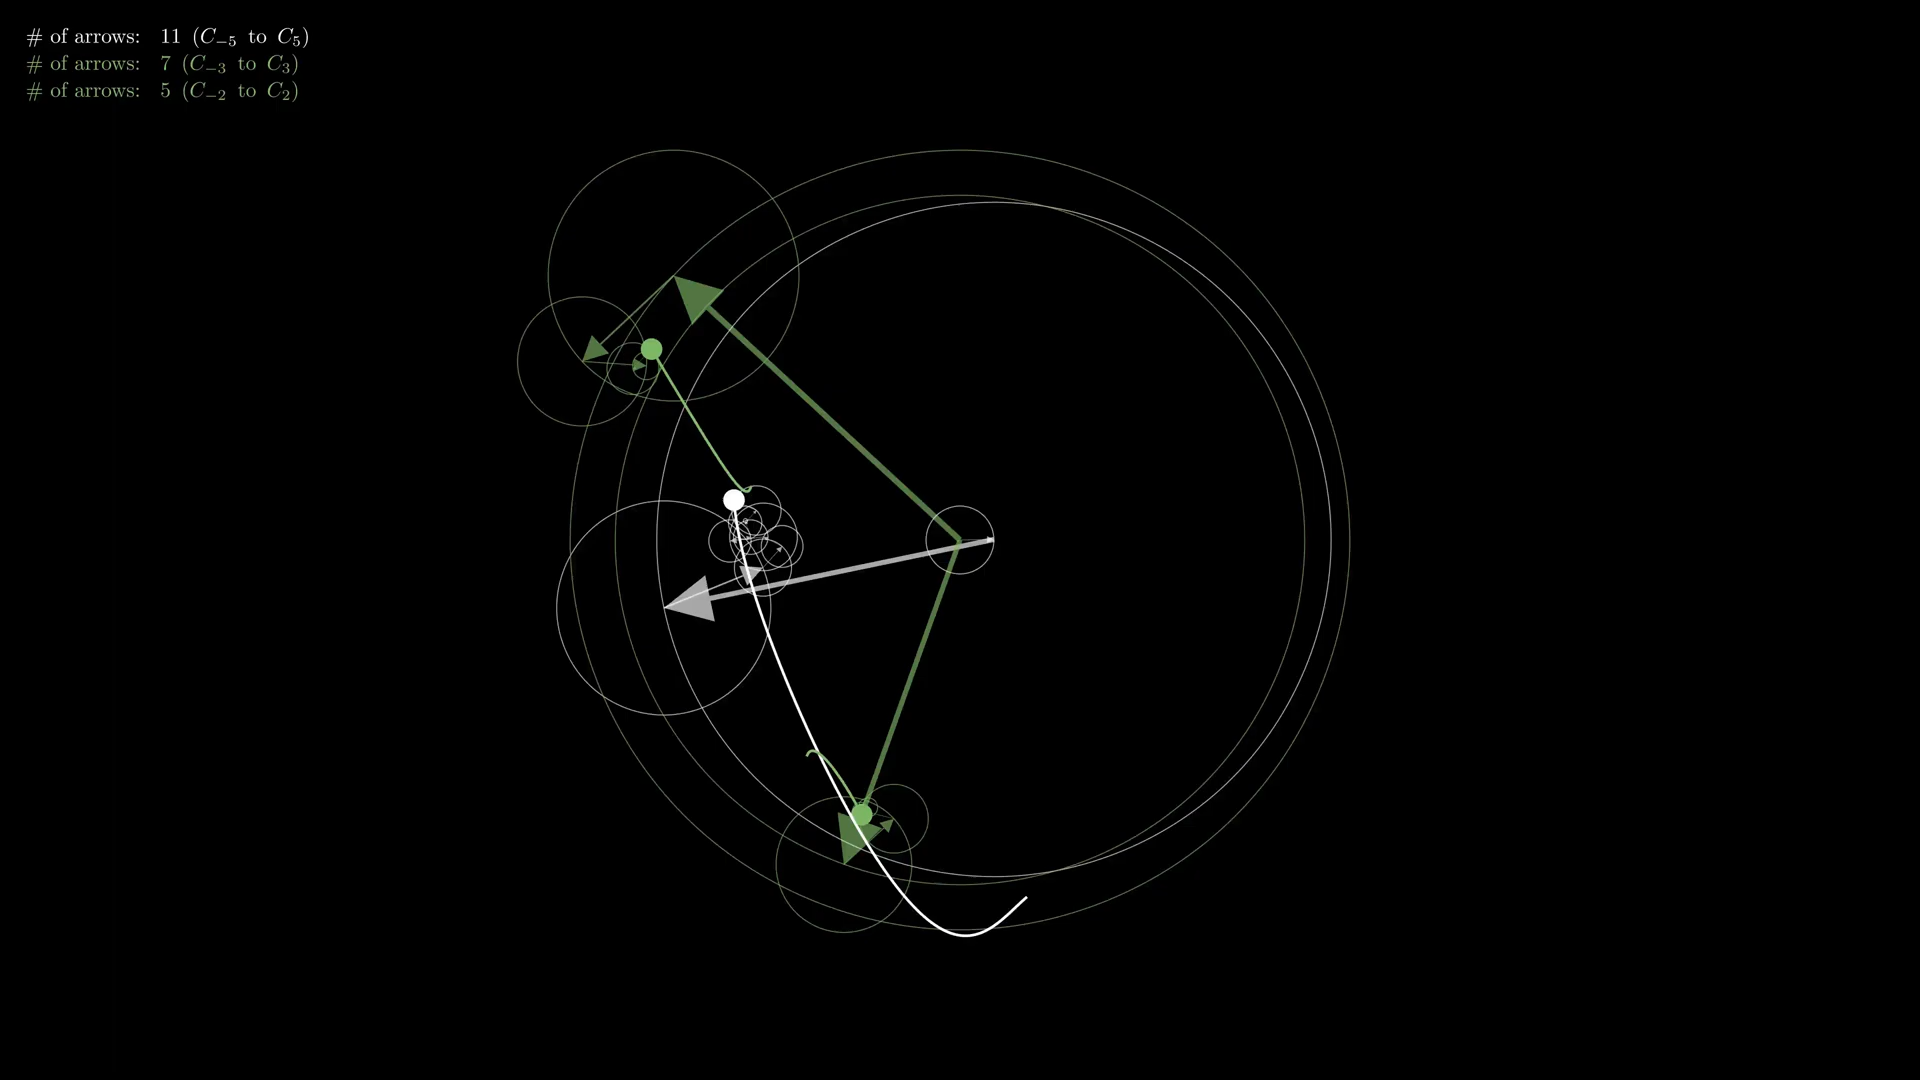 # of arrows: 11 (C₋₅ to C₅)
# of arrows: 7 (C₋₃ to C₃)
# of arrows: 5 (C₋₂ to C₂)